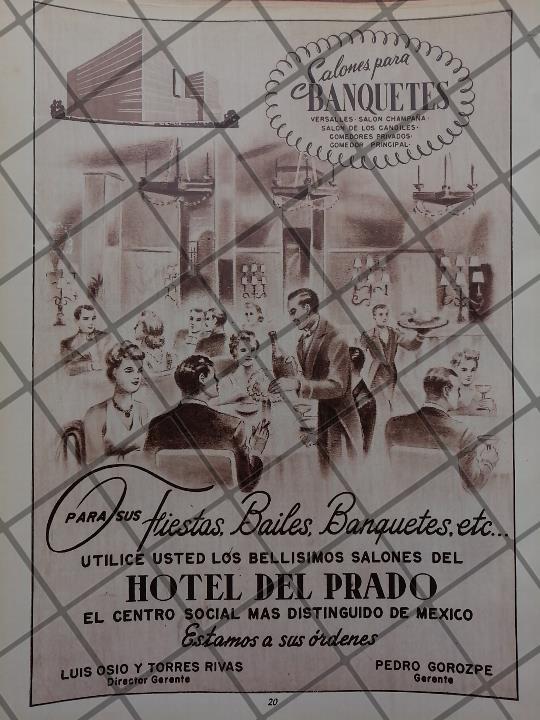 Salones para
BANQUETES
VERSALLES · SALON CHAMPAÑA ·
SALON DE LOS CANDILES ·
COMEDORES PRIVADOS ·
COMEDOR PRINCIPAL ·
PARA SUS fiestas, Bailes, Banquetes, etc...
UTILICE USTED LOS BELLISIMOS SALONES DEL
HOTEL DEL PRADO
EL CENTRO SOCIAL MAS DISTINGUIDO DE MEXICO
Estamos a sus órdenes
LUIS OSIO Y TORRES RIVAS
Director Gerente
PEDRO GOROZPE
Gerente
20